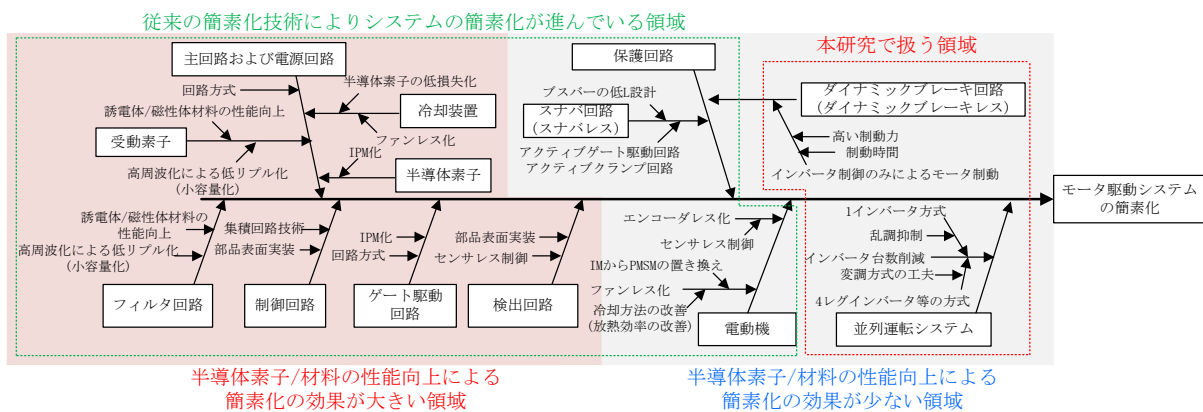 従来の簡素化技術によりシステムの簡素化が進んでいる領域
本研究で扱う領域
主回路および電源回路
回路方式
半導体素子の低損失化
誘電体/磁性体材料の性能向上
冷却装置
ファンレス化
受動素子
IPM化
高周波化による低リプル化
(小容量化)
半導体素子
保護回路
ブスバーの低L設計
スナバ回路
(スナバレス)
アクティブゲート駆動回路
アクティブクランプ回路
ダイナミックブレーキ回路
(ダイナミックブレーキレス)
高い制動力
制動時間
インバータ制御のみによるモータ制動
モータ駆動システム
の簡素化
誘電体/磁性体材料の
性能向上
高周波化による低リプル化
(小容量化)
フィルタ回路
集積回路技術
部品表面実装
制御回路
IPM化
回路方式
ゲート駆動
回路
部品表面実装
センサレス制御
検出回路
エンコーダレス化
センサレス制御
IMからPMSMの置き換え
ファンレス化
冷却方法の改善
(放熱効率の改善)
電動機
1インバータ方式
乱調抑制
インバータ台数削減
変調方式の工夫
4レグインバータ等の方式
並列運転システム
半導体素子/材料の性能向上による
簡素化の効果が大きい領域
半導体素子/材料の性能向上による
簡素化の効果が少ない領域